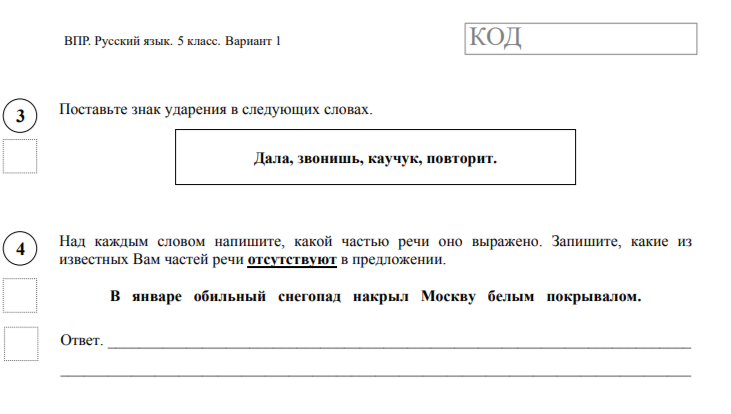 ВПР. Русский язык. 5 класс. Вариант 1
КОД
3
Поставьте знак ударения в следующих словах.
Дала, звонишь, каучук, повторит.
4
Над каждым словом напишите, какой частью речи оно выражено. Запишите, какие из
известных Вам частей речи отсутствуют в предложении.
В январе обильный снегопад накрыл Москву белым покрывалом.
Ответ.